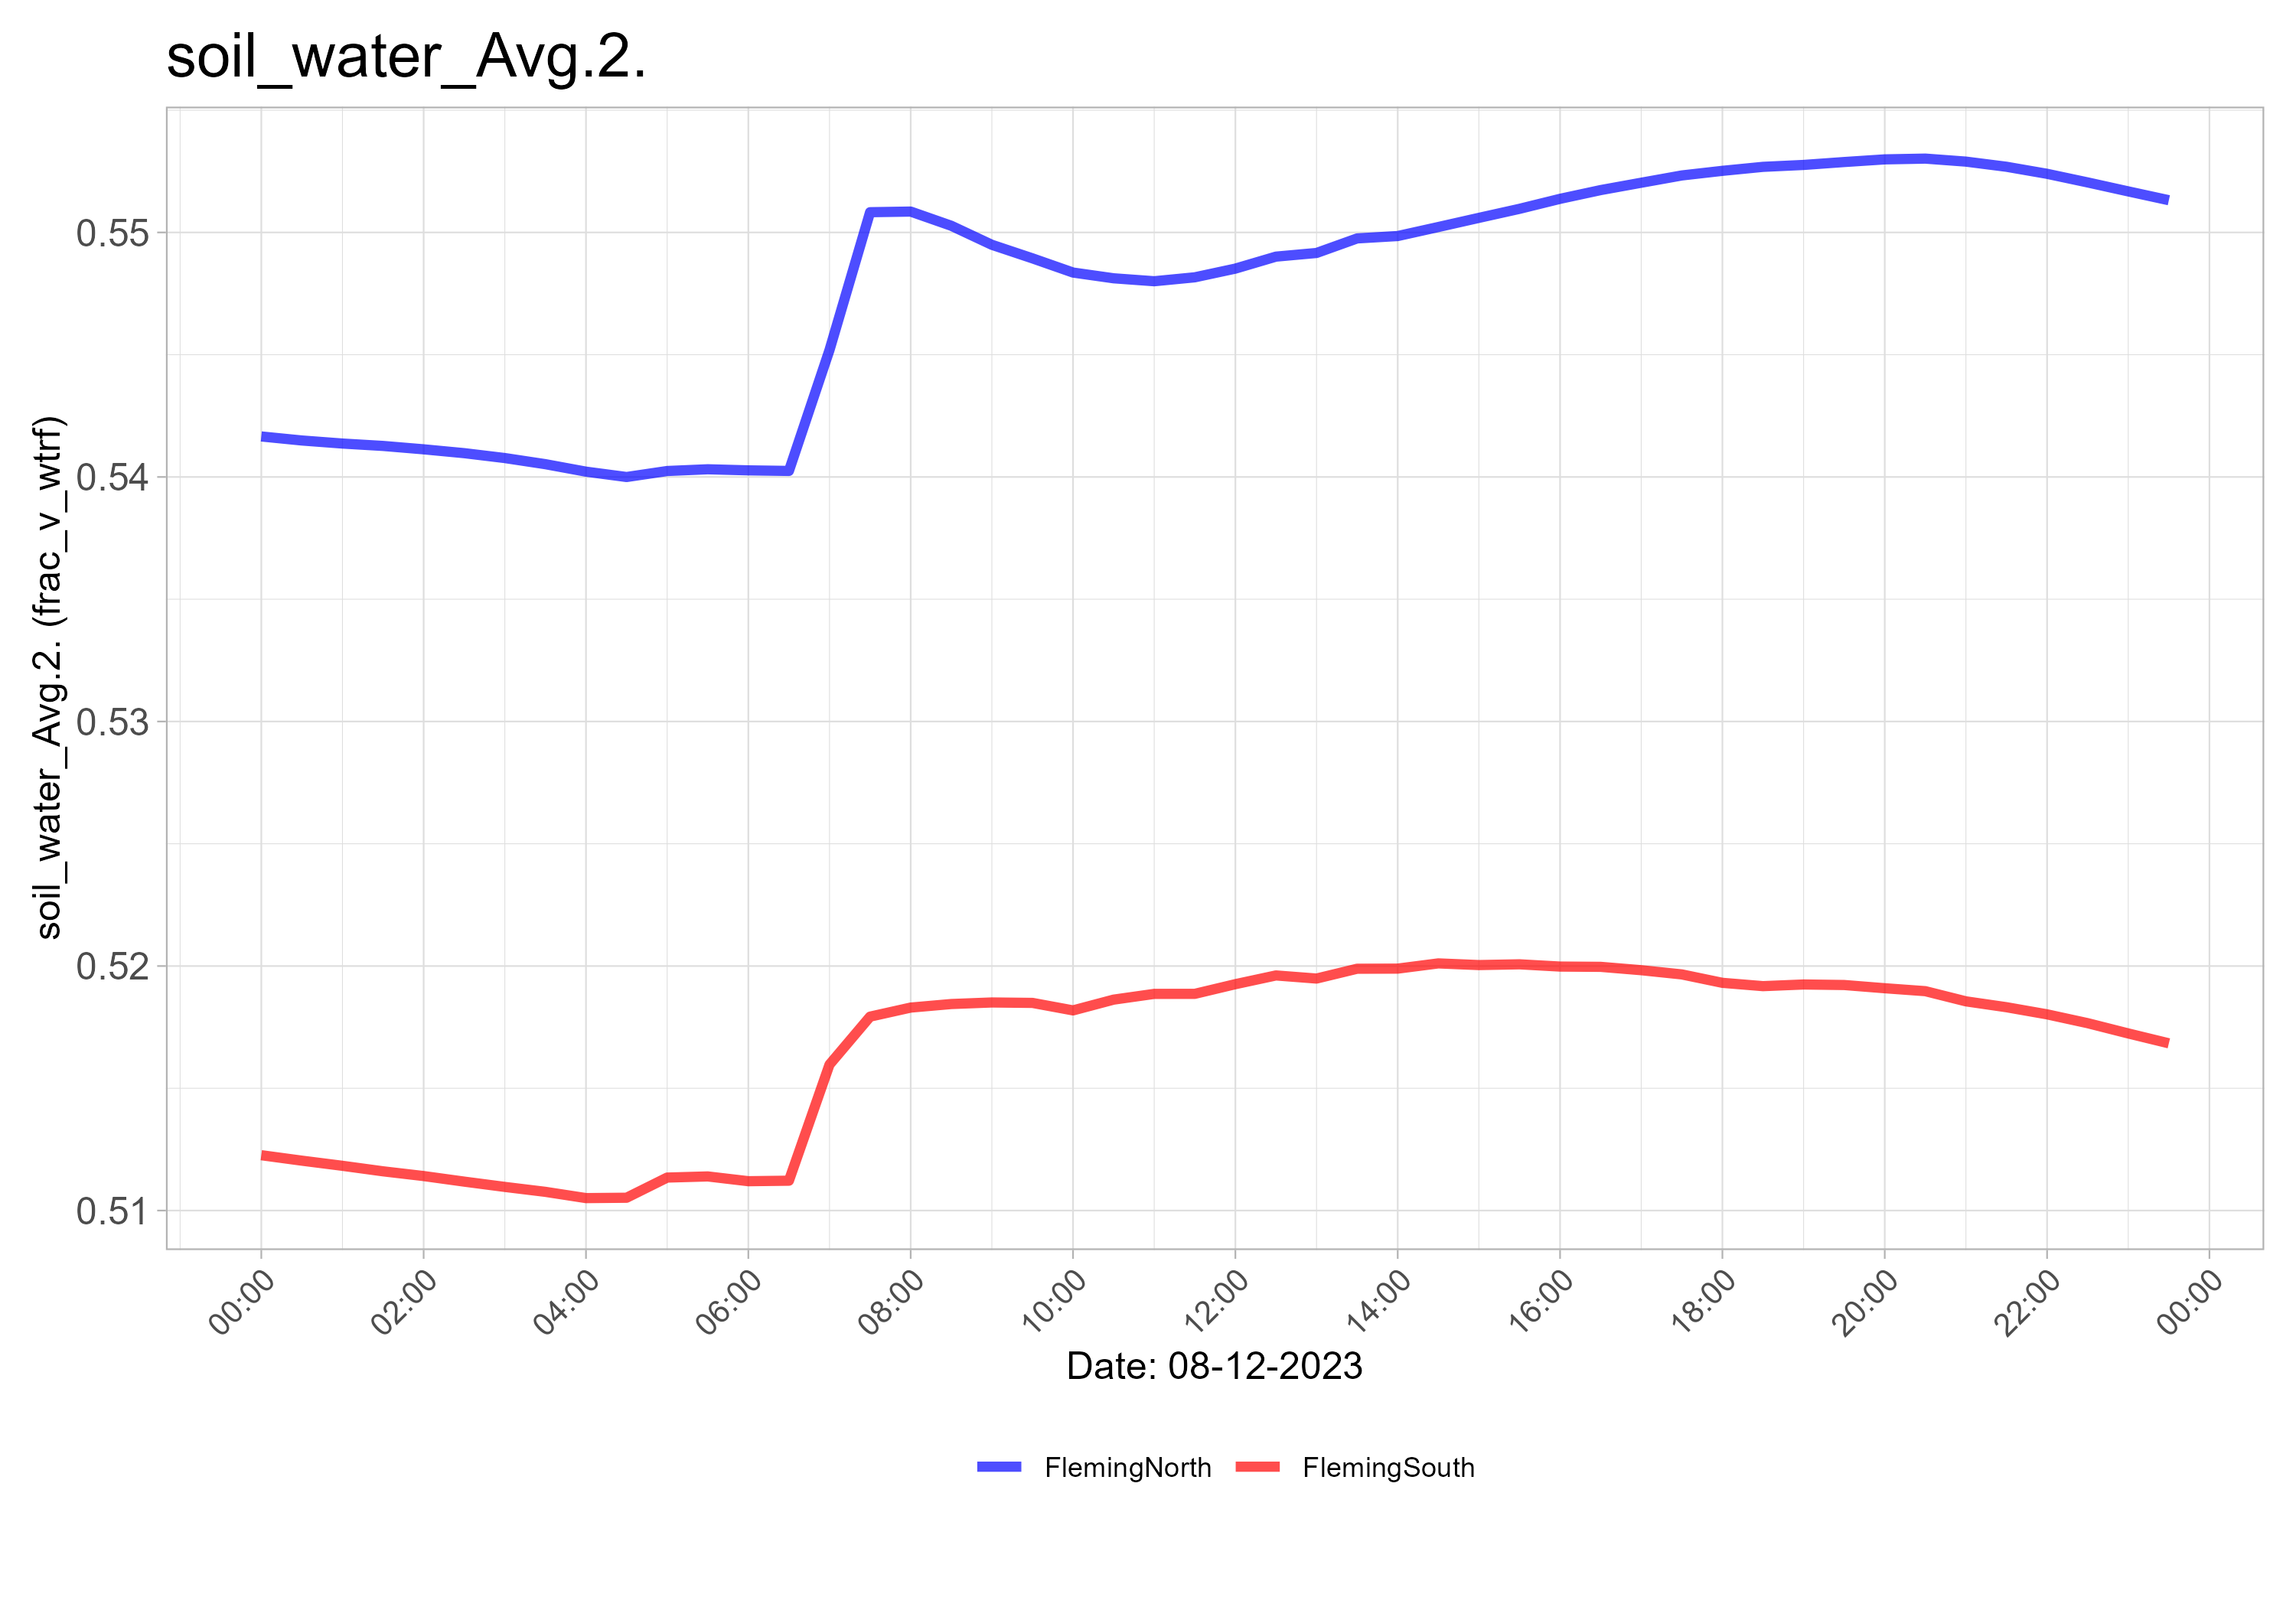 soil_water_Avg.2.
soil_water_Avg.2. (frac_v_wtrf)
0.55
0.54
0.53
0.52
0.51
00:00 02:00 04:00 06:00 08:00 10:00 12:00 14:00 16:00 18:00 20:00 22:00 00:00
Date: 08-12-2023
FlemingNorth FlemingSouth